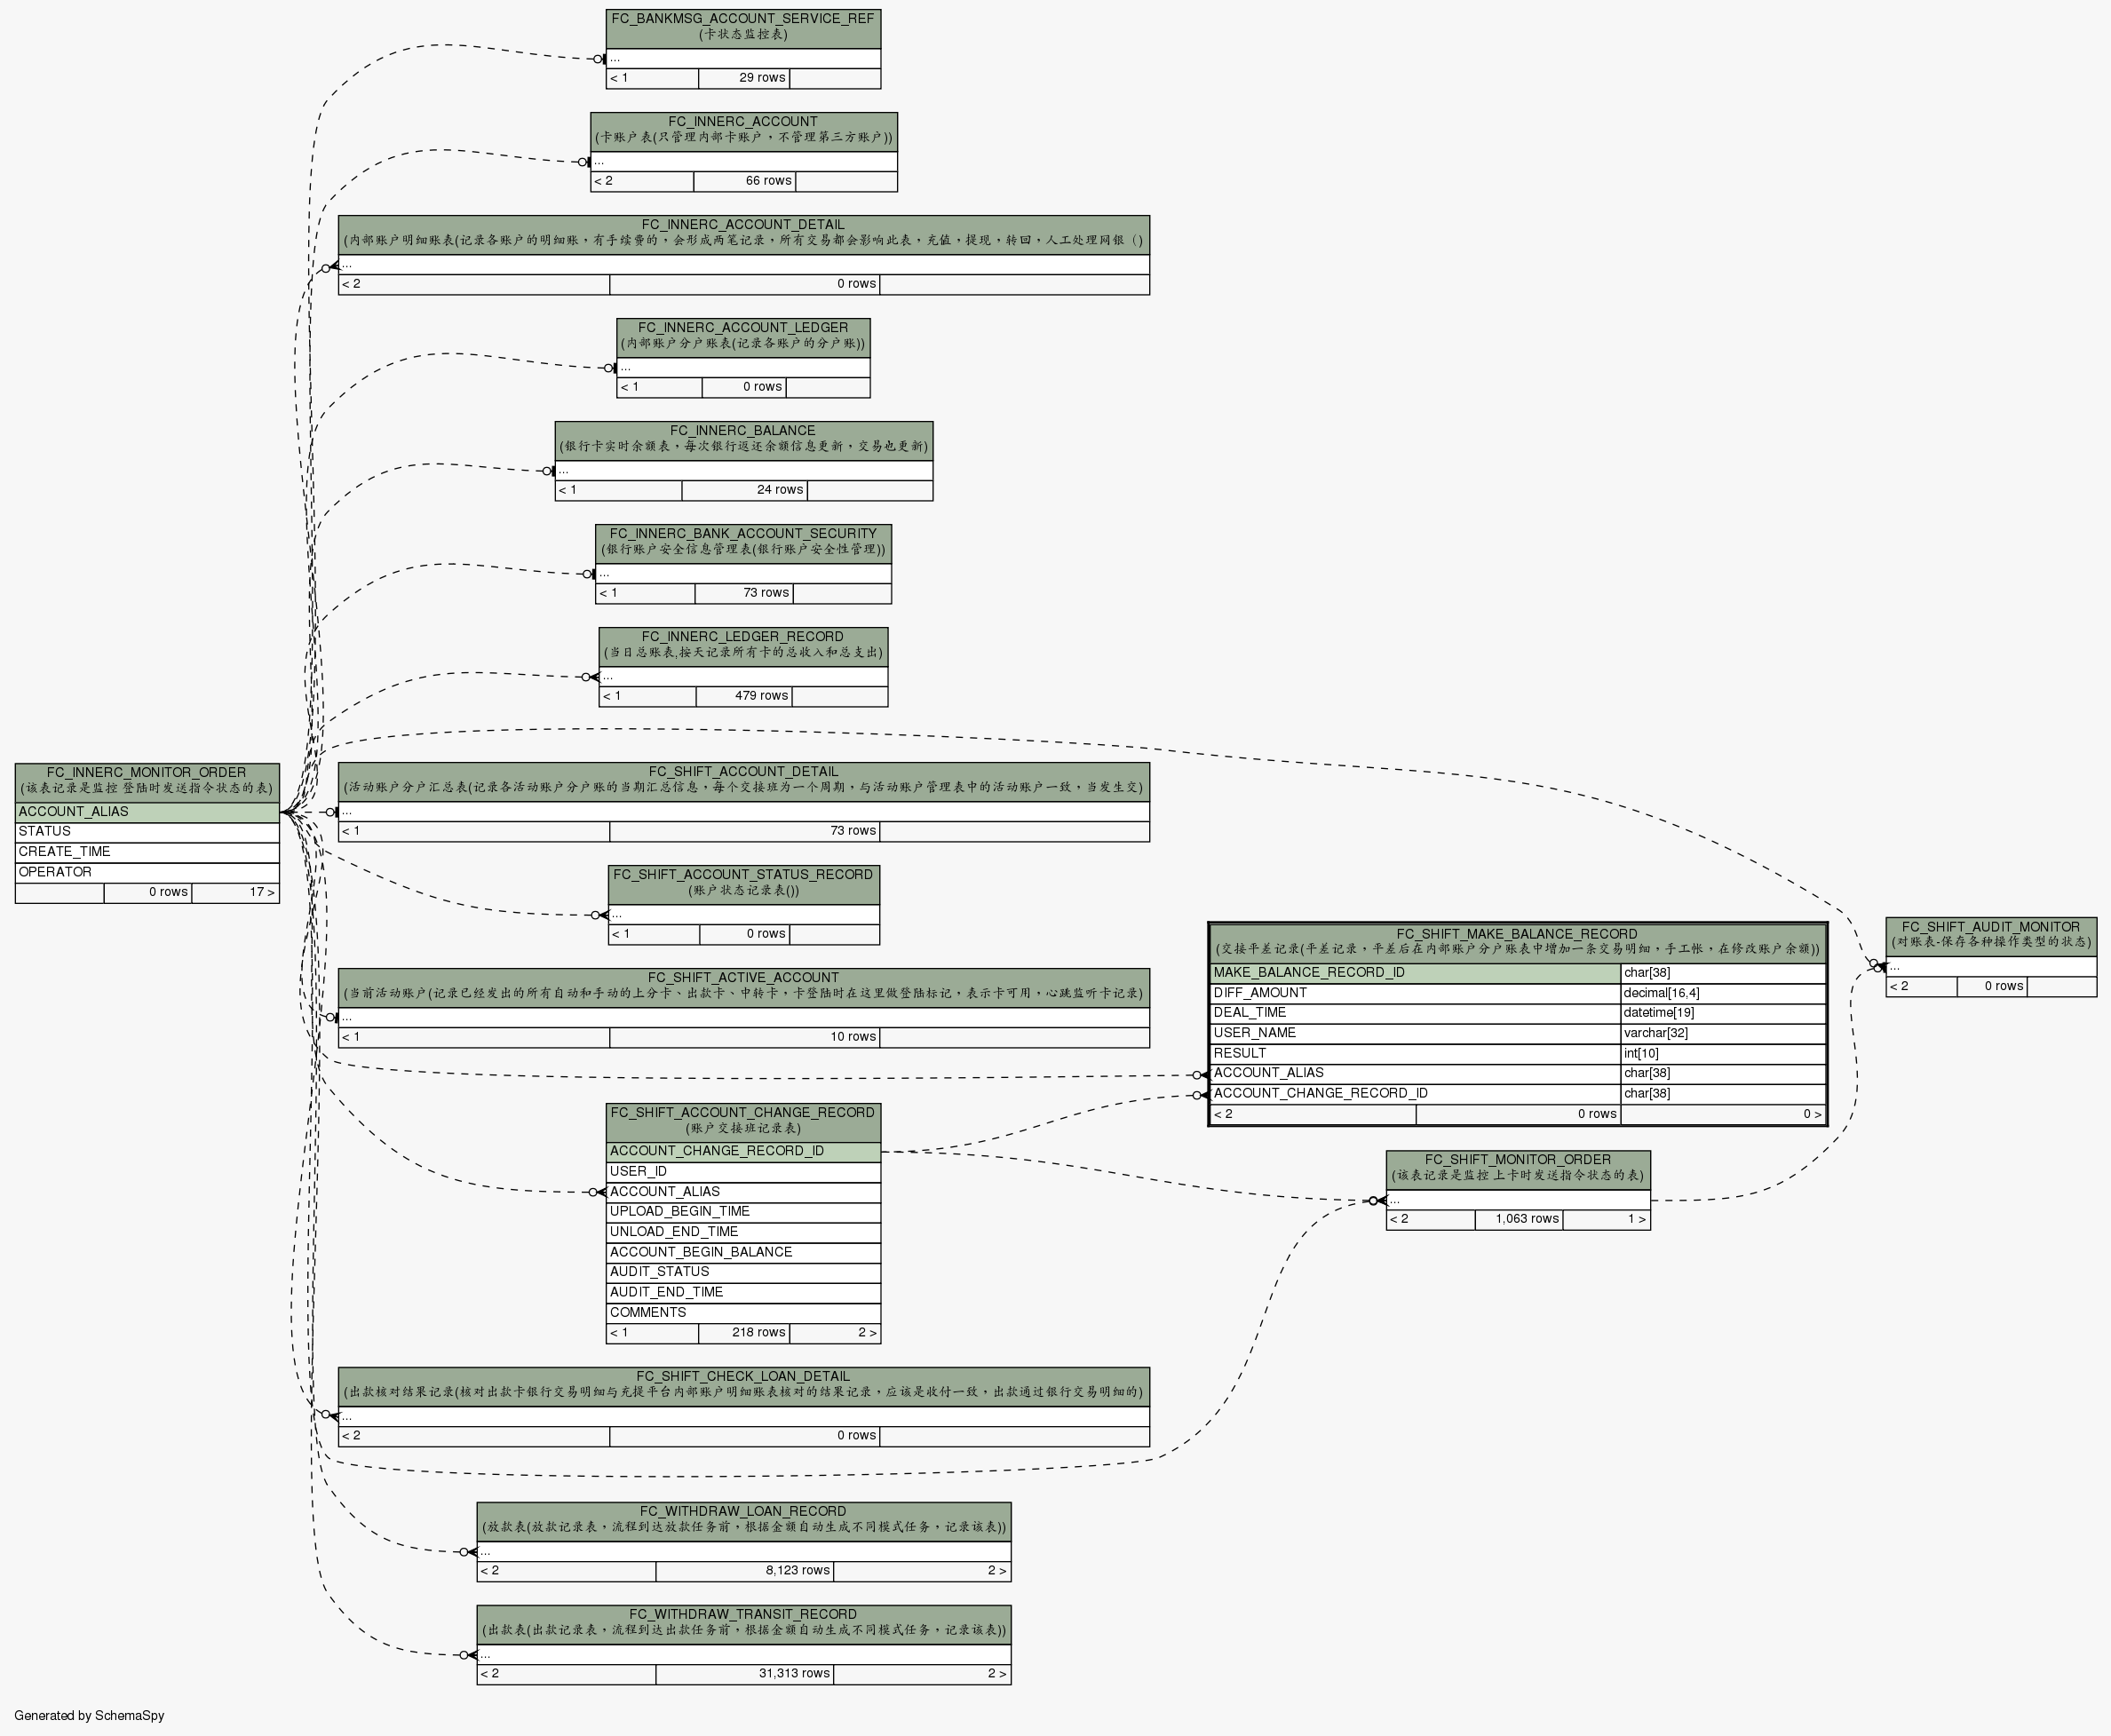 FC_BANKMSG_ACCOUNT_SERVICE_REF
(卡状态监控表)
...
< 1 29 rows
FC_INNERC_ACCOUNT
(卡账户表(只管理内部卡账户，不管理第三方账户))
...
< 2 66 rows
FC_INNERC_ACCOUNT_DETAIL
(内部账户明细账表(记录各账户的明细账，有手续费的，会形成两笔记录，所有交易都会影响此表，充值，提现，转回，人工处理网银（)
...
< 2 0 rows
FC_INNERC_ACCOUNT_LEDGER
(内部账户分户账表(记录各账户的分户账))
...
< 1 0 rows
FC_INNERC_BALANCE
(银行卡实时余额表，每次银行返还余额信息更新，交易也更新)
...
< 1 24 rows
FC_INNERC_BANK_ACCOUNT_SECURITY
(银行账户安全信息管理表(银行账户安全性管理))
...
< 1 73 rows
FC_INNERC_LEDGER_RECORD
(当日总账表,按天记录所有卡的总收入和总支出)
...
< 1 479 rows
FC_INNERC_MONITOR_ORDER
(该表记录是监控 登陆时发送指令状态的表)
ACCOUNT_ALIAS
STATUS
CREATE_TIME
OPERATOR
0 rows 17 >
FC_SHIFT_ACCOUNT_DETAIL
(活动账户分户汇总表(记录各活动账户分户账的当期汇总信息，每个交接班为一个周期，与活动账户管理表中的活动账户一致，当发生交)
...
< 1 73 rows
FC_SHIFT_ACCOUNT_STATUS_RECORD
(账户状态记录表())
...
< 1 0 rows
FC_SHIFT_ACTIVE_ACCOUNT
(当前活动账户(记录已经发出的所有自动和手动的上分卡、出款卡、中转卡，卡登陆时在这里做登陆标记，表示卡可用，心跳监听卡记录)
...
< 1 10 rows
FC_SHIFT_MAKE_BALANCE_RECORD
(交接平差记录(平差记录，平差后在内部账户分户账表中增加一条交易明细，手工帐，在修改账户余额))
MAKE_BALANCE_RECORD_ID char[38]
DIFF_AMOUNT decimal[16,4]
DEAL_TIME datetime[19]
USER_NAME varchar[32]
RESULT int[10]
ACCOUNT_ALIAS char[38]
ACCOUNT_CHANGE_RECORD_ID char[38]
< 2 0 rows 0 >
FC_SHIFT_AUDIT_MONITOR
(对账表-保存各种操作类型的状态)
...
< 2 0 rows
FC_SHIFT_ACCOUNT_CHANGE_RECORD
(账户交接班记录表)
ACCOUNT_CHANGE_RECORD_ID
USER_ID
ACCOUNT_ALIAS
UPLOAD_BEGIN_TIME
UNLOAD_END_TIME
ACCOUNT_BEGIN_BALANCE
AUDIT_STATUS
AUDIT_END_TIME
COMMENTS
< 1 218 rows 2 >
FC_SHIFT_MONITOR_ORDER
(该表记录是监控 上卡时发送指令状态的表)
...
< 2 1,063 rows 1 >
FC_SHIFT_CHECK_LOAN_DETAIL
(出款核对结果记录(核对出款卡银行交易明细与充提平台内部账户明细账表核对的结果记录，应该是收付一致，出款通过银行交易明细的)
...
< 2 0 rows
FC_WITHDRAW_LOAN_RECORD
(放款表(放款记录表，流程到达放款任务前，根据金额自动生成不同模式任务，记录该表))
...
< 2 8,123 rows 2 >
FC_WITHDRAW_TRANSIT_RECORD
(出款表(出款记录表，流程到达出款任务前，根据金额自动生成不同模式任务，记录该表))
...
< 2 31,313 rows 2 >
Generated by SchemaSpy